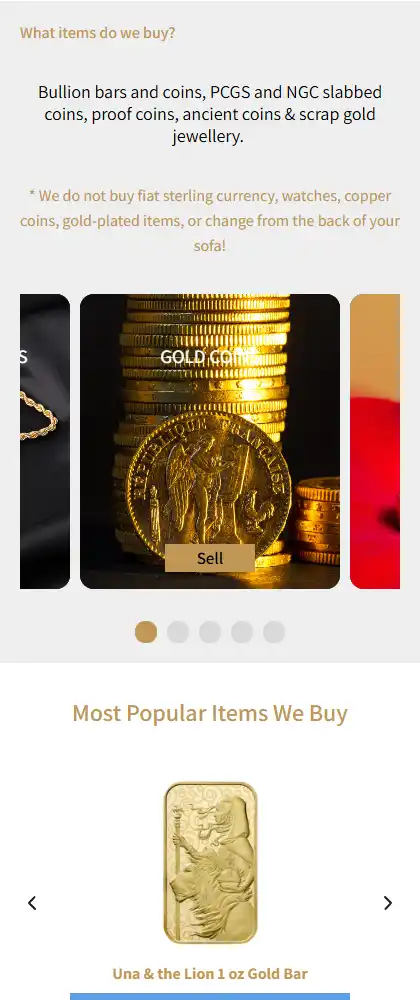 What items do we buy?
Bullion bars and coins, PCGS and NGC slabbed
coins, proof coins, ancient coins & scrap gold
jewellery.
* We do not buy fiat sterling currency, watches, copper
coins, gold-plated items, or change from the back of your
sofa!
S
GOLD COINS
REPUBLIQUE FRANÇAISE
Sell
Most Popular Items We Buy
Una & the Lion 1 oz Gold Bar